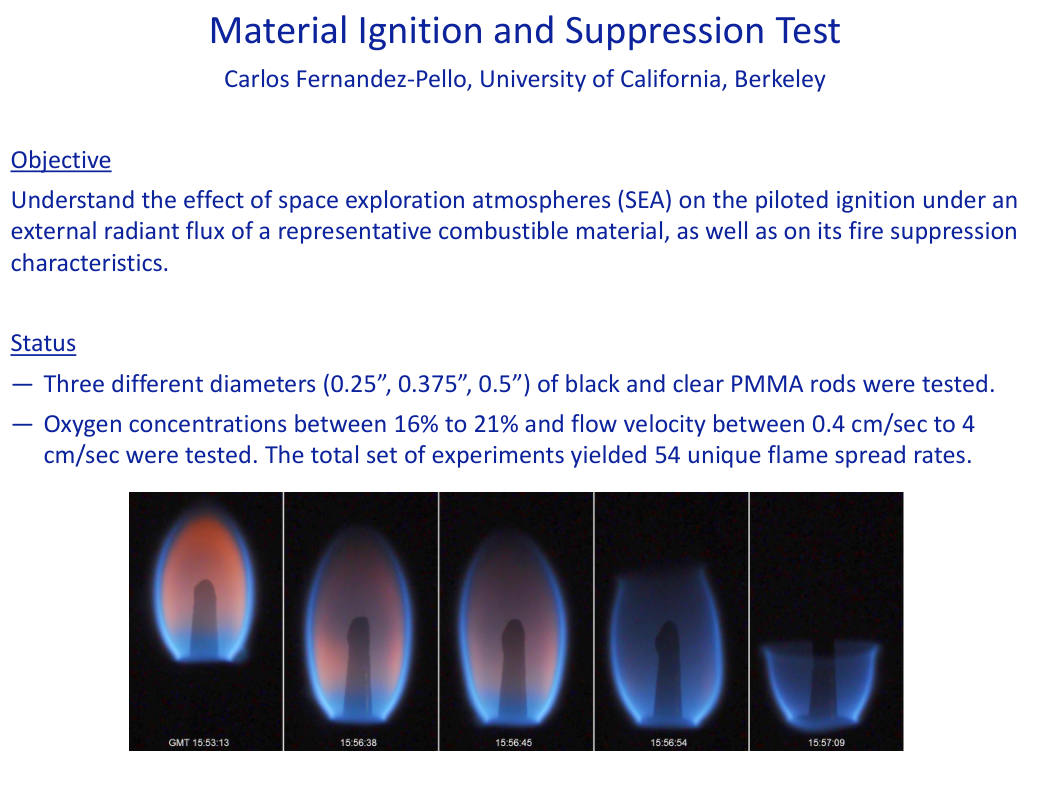 Material Ignition and Suppression Test
Carlos Fernandez-Pello, University of California, Berkeley
Objective
Understand the effect of space exploration atmospheres (SEA) on the piloted ignition under an
external radiant flux of a representative combustible material, as well as on its fire suppression
characteristics.
Status
— Three different diameters (0.25”, 0.375”, 0.5”) of black and clear PMMA rods were tested.
— Oxygen concentrations between 16% to 21% and flow velocity between 0.4 cm/sec to 4
cm/sec were tested. The total set of experiments yielded 54 unique flame spread rates.
GMT 15:53:13 15:56:38 15:56:45 15:56:54 15:57:09